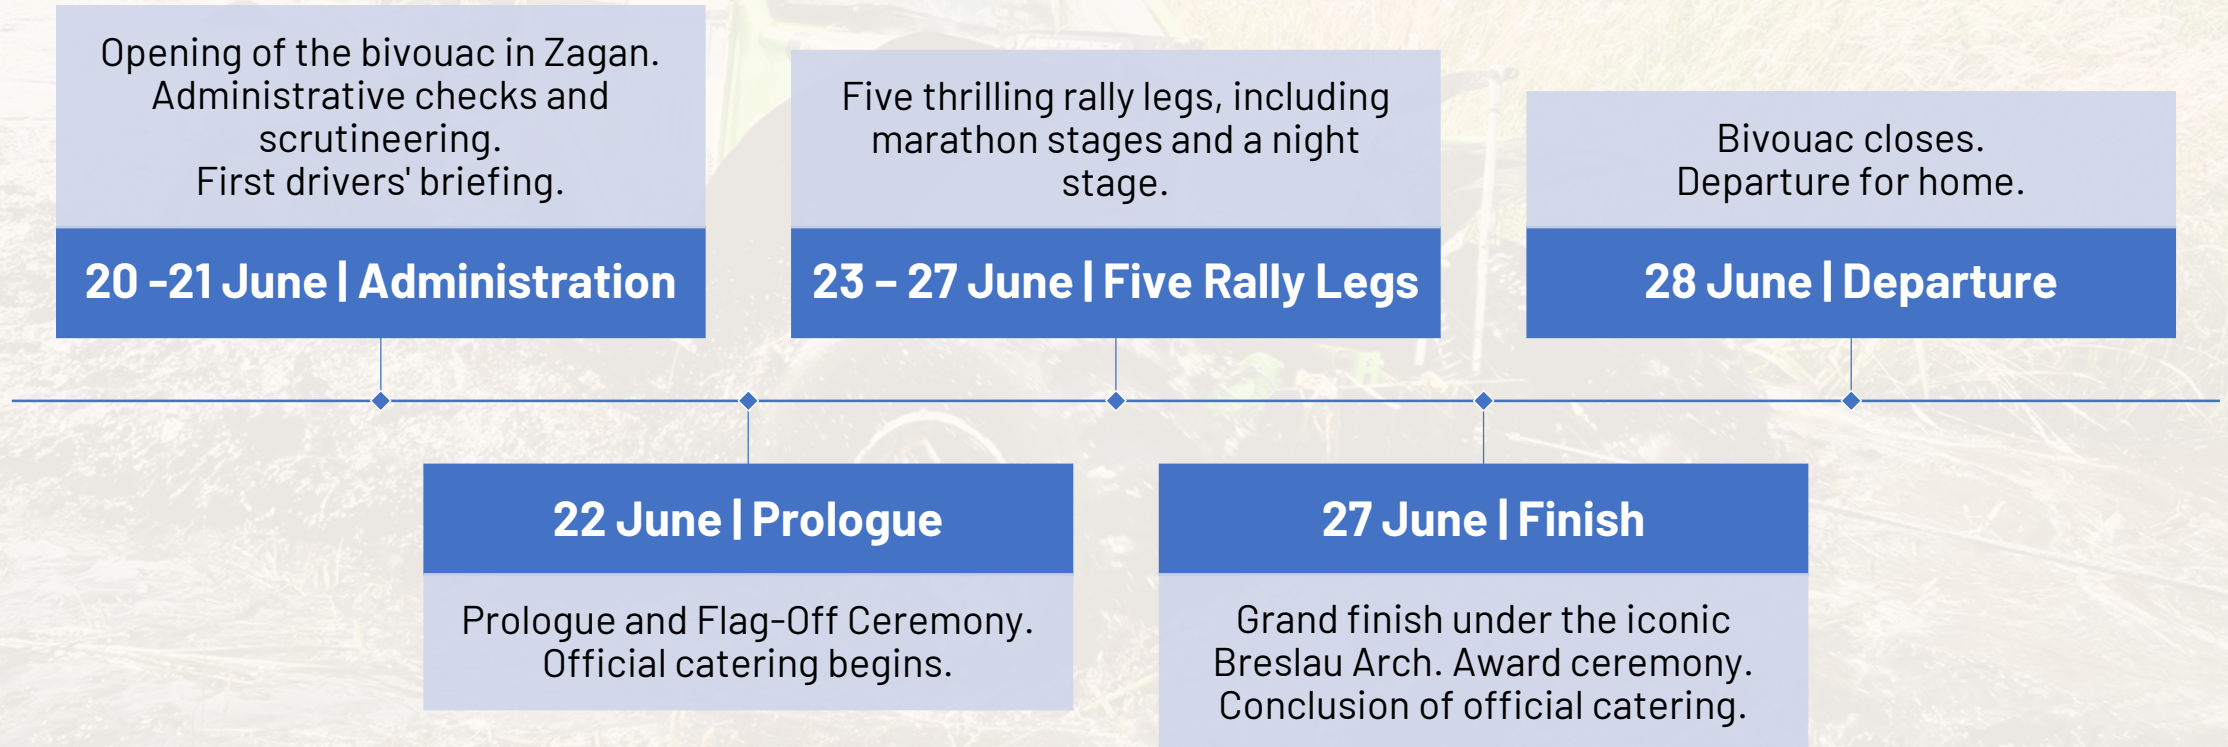 Opening of the bivouac in Zagan.
Administrative checks and
scrutineering.
First drivers' briefing.
20 -21 June | Administration
Five thrilling rally legs, including
marathon stages and a night
stage.
23 – 27 June | Five Rally Legs
Bivouac closes.
Departure for home.
28 June | Departure
22 June | Prologue
Prologue and Flag-Off Ceremony.
Official catering begins.
27 June | Finish
Grand finish under the iconic
Breslau Arch. Award ceremony.
Conclusion of official catering.